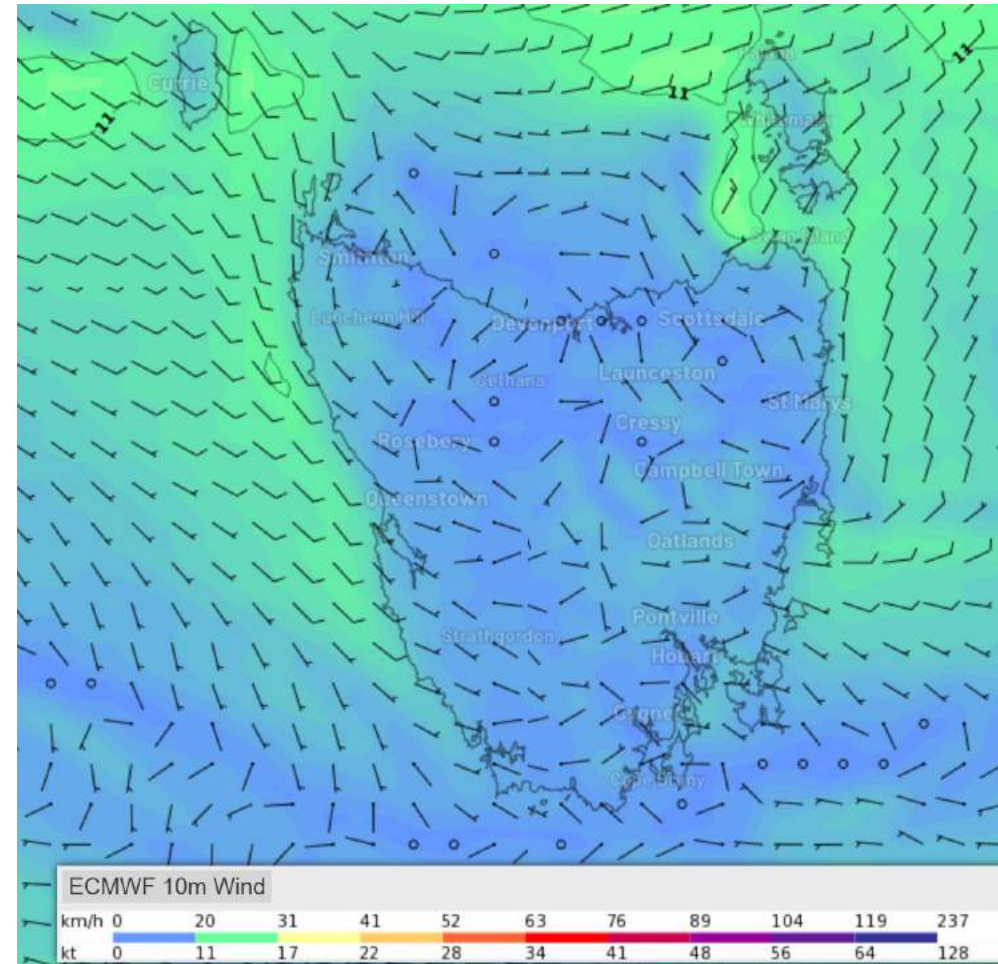 Currie
11
11
11
Smithton
Luncheon Hill
Devonport
Scottsdale
Cethana
Launceston
St Marys
Rosebery
Cressy
Campbell Town
Queenstown
Oatlands
Pontville
Strathgordon
Hobart
ECMWF 10m Wind
km/h 0 20 31 41 52 63 76 89 104 119 237
kt 0 11 17 22 28 34 41 48 56 64 128